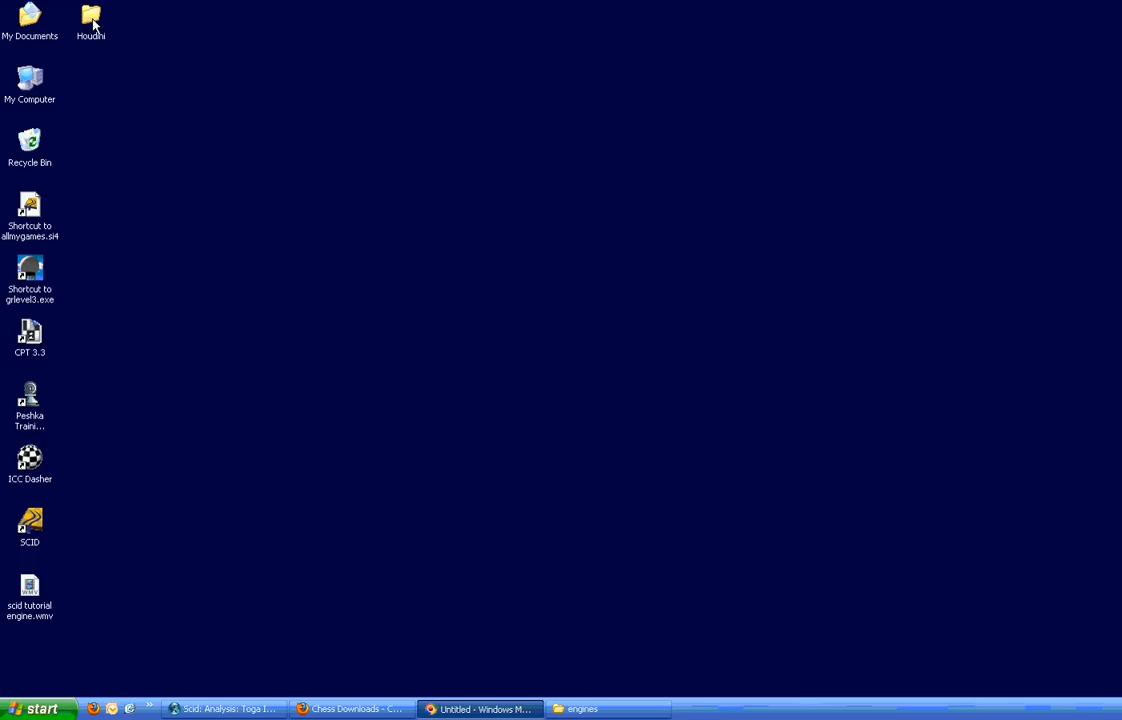 My Documents
Houdini
My Computer
Recycle Bin
Shortcut to
allmygames.si4
Shortcut to
grlevel3.exe
CPT 3.3
Peshka
Traini...
ICC Dasher
SCID
WMV
scid tutorial
engine.wmv
start
»
Scid: Analysis: Toga I...
Chess Downloads - C...
Untitled - Windows M...
engines